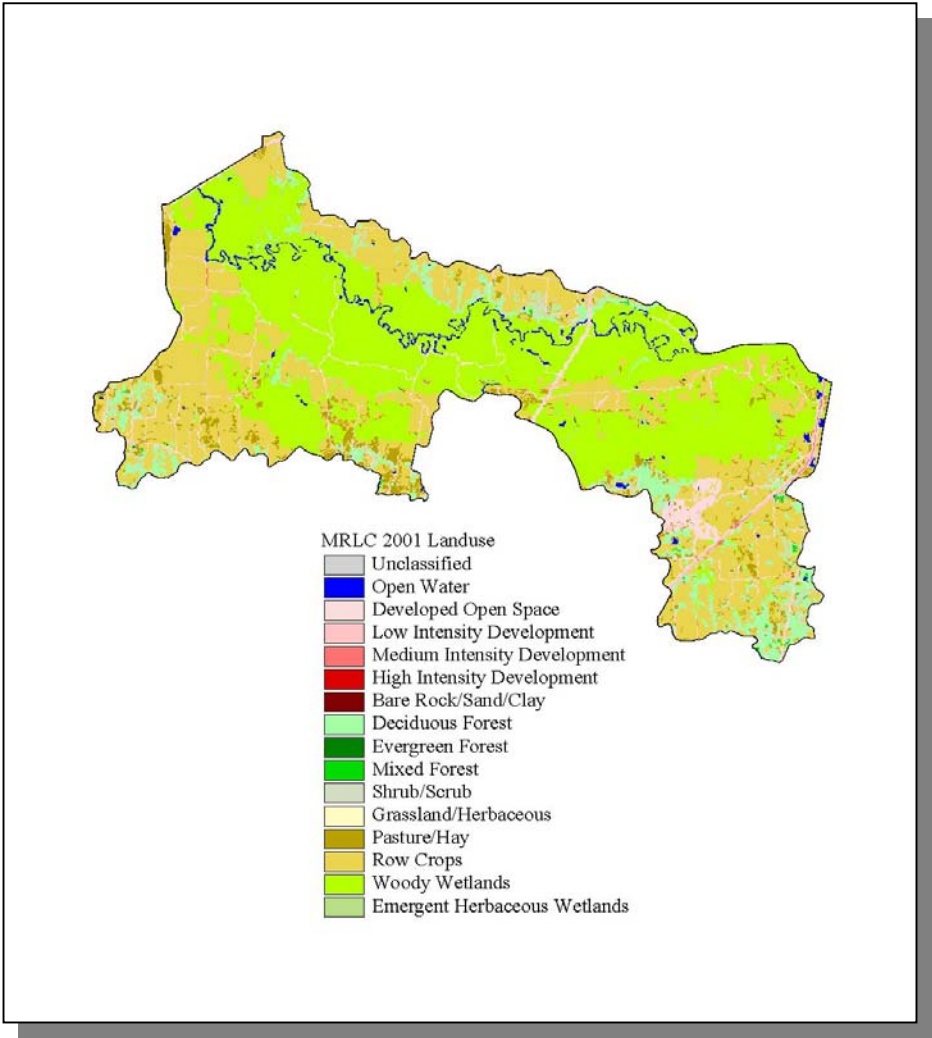 MRLC 2001 Landuse
Unclassified
Open Water
Developed Open Space
Low Intensity Development
Medium Intensity Development
High Intensity Development
Bare Rock/Sand/Clay
Deciduous Forest
Evergreen Forest
Mixed Forest
Shrub/Scrub
Grassland/Herbaceous
Pasture/Hay
Row Crops
Woody Wetlands
Emergent Herbaceous Wetlands